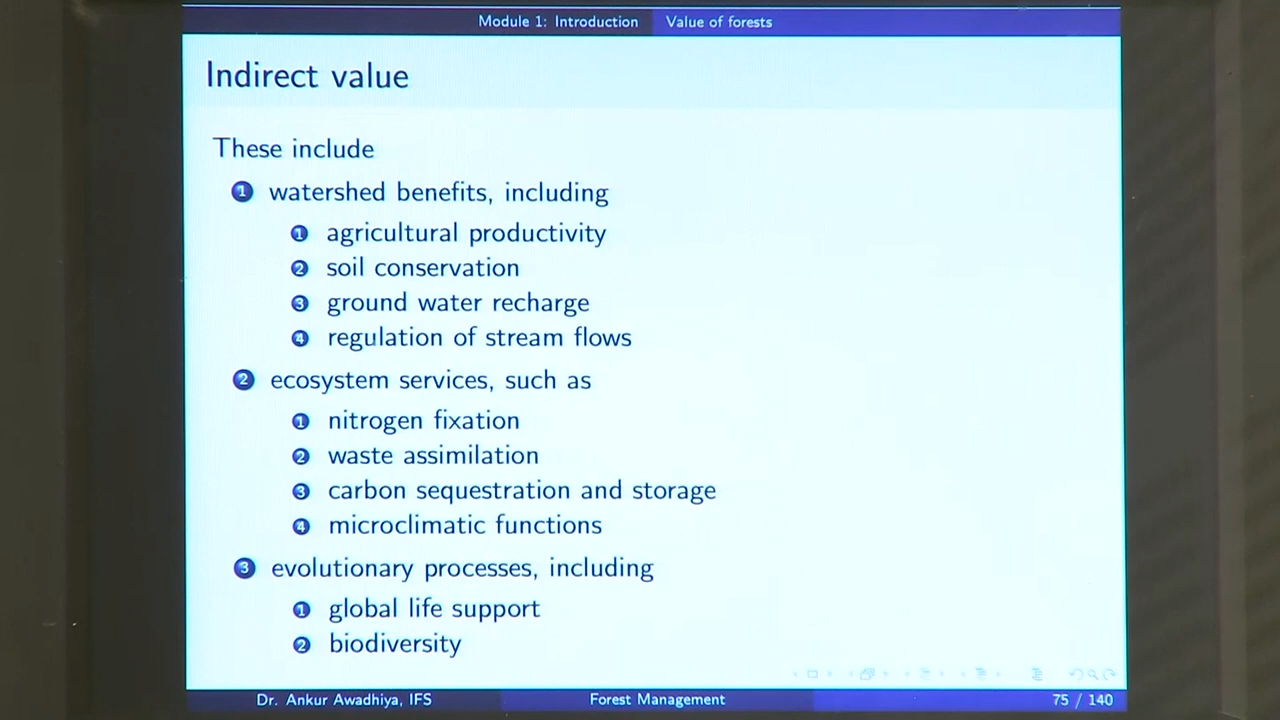 Module 1: Introduction Value of forests
Indirect value
These include
1 watershed benefits, including
1 agricultural productivity
2 soil conservation
3 ground water recharge
4 regulation of stream flows
2 ecosystem services, such as
1 nitrogen fixation
2 waste assimilation
3 carbon sequestration and storage
4 microclimatic functions
3 evolutionary processes, including
1 global life support
2 biodiversity
Dr. Ankur Awadhiya, IFS Forest Management 75 / 140